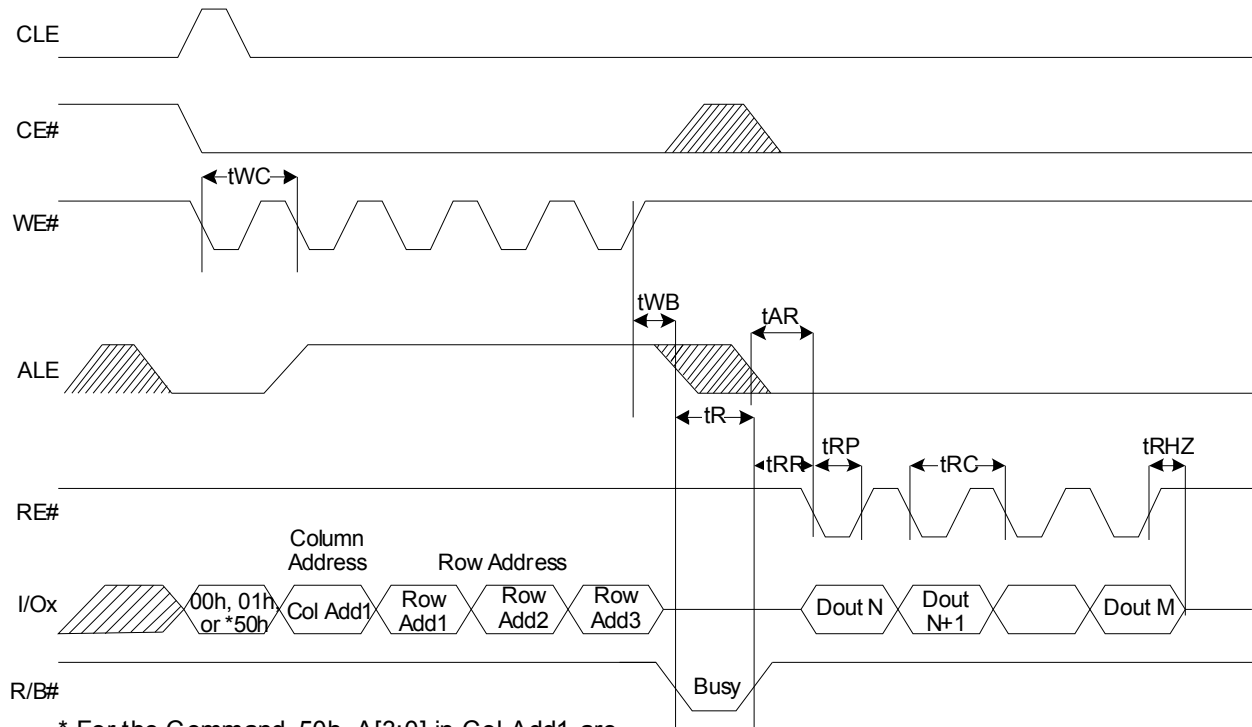 CLE
CE#
tWC
WE#
tWB
tAR
ALE
tR
tRR
tRP
tRC
tRHZ
RE#
Column
Address
Row Address
I/Ox
00h, 01h,
or *50h
Col Add1
Row
Add1
Row
Add2
Row
Add3
Dout N
Dout
N+1
Dout M
R/B#
Busy
* For the Command 50h, A[3:0] in Col Add1 are